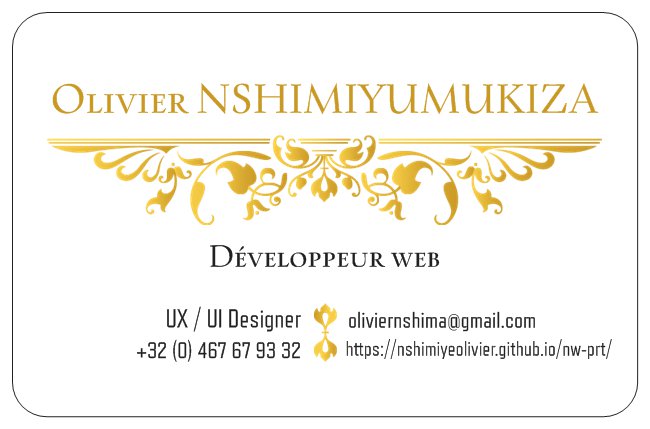 Olivier NSHIMIYUMUKIZA
Développeur web
UX / UI Designer
oliviernshima@gmail.com
+32 (0) 467 67 93 32
https://nshimiyeolivier.github.io/nw-prt/